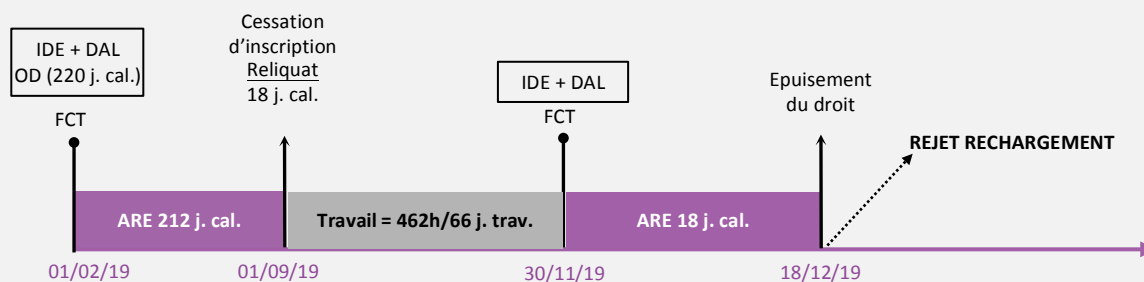 IDE + DAL
OD (220 j. cal.)
FCT
Cessation
d’inscription
Reliquat
18 j. cal.
IDE + DAL
FCT
Epuisement
du droit
REJET RECHARGEMENT
ARE 212 j. cal.
Travail = 462h/66 j. trav.
ARE 18 j. cal.
01/02/19
01/09/19
30/11/19
18/12/19